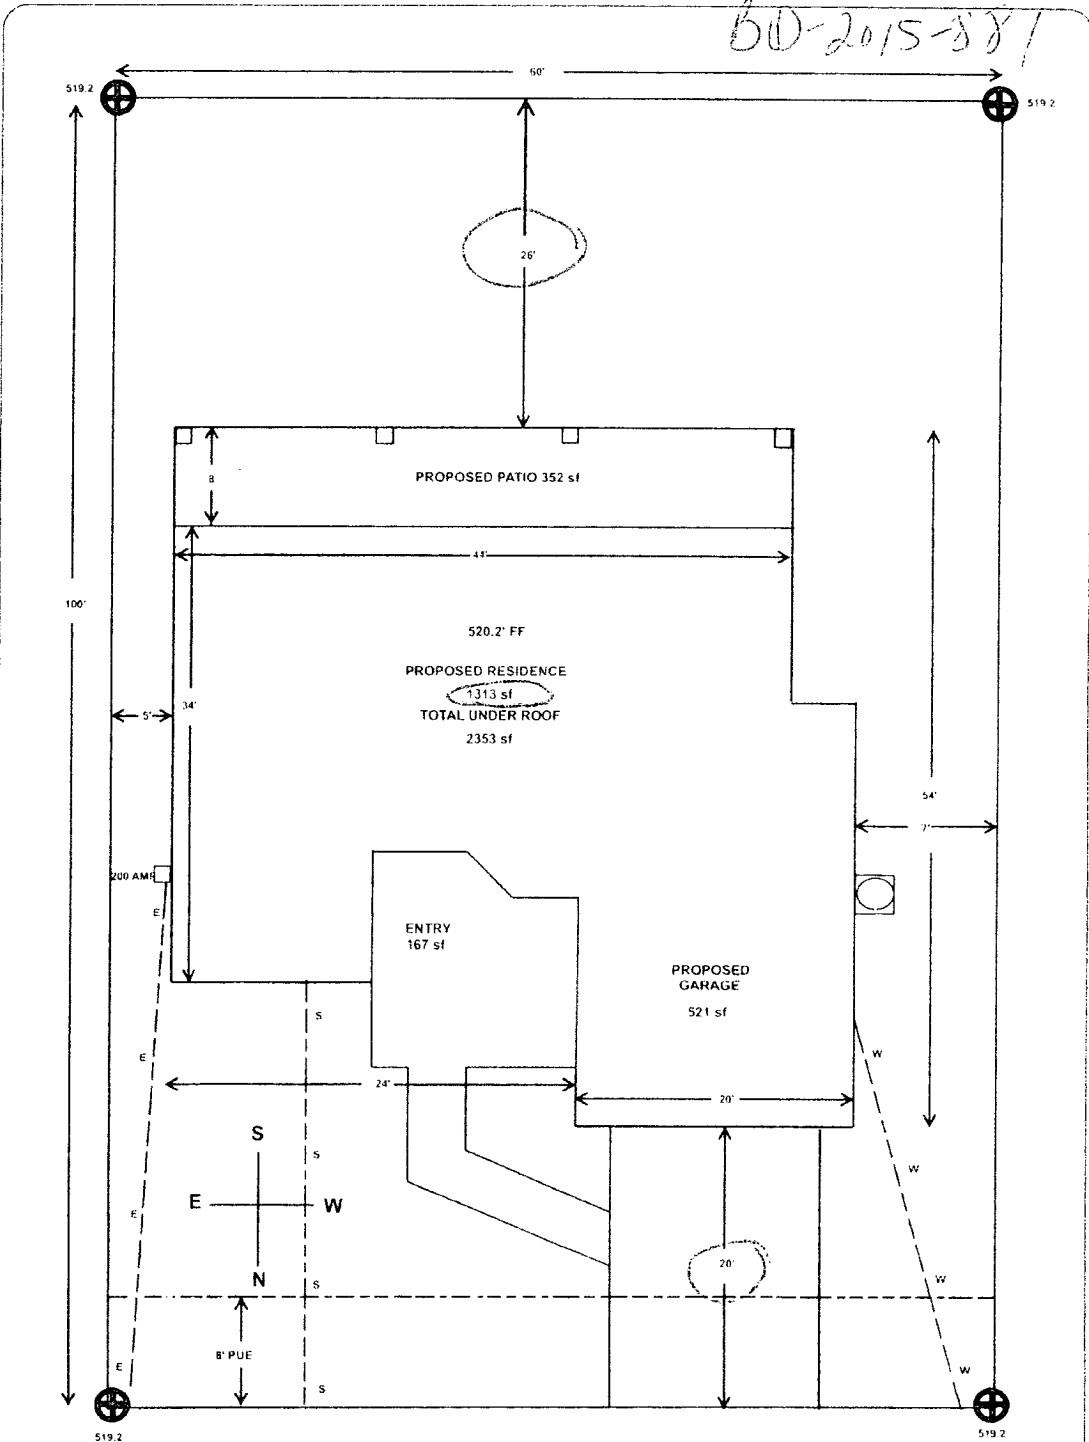 BD-2015-887
60'
519.2
519.2
26'
8
PROPOSED PATIO 352 sf
44'
100'
520.2' FF
PROPOSED RESIDENCE
1313 sf
TOTAL UNDER ROOF
2353 sf
34'
5'
54'
7'
200 AMP
E
ENTRY
167 sf
PROPOSED
GARAGE
521 sf
S
E
W
24'
20'
S
S
W
E
W
E
20'
N
S
W
8' PUE
E
W
S
519.2
519.2